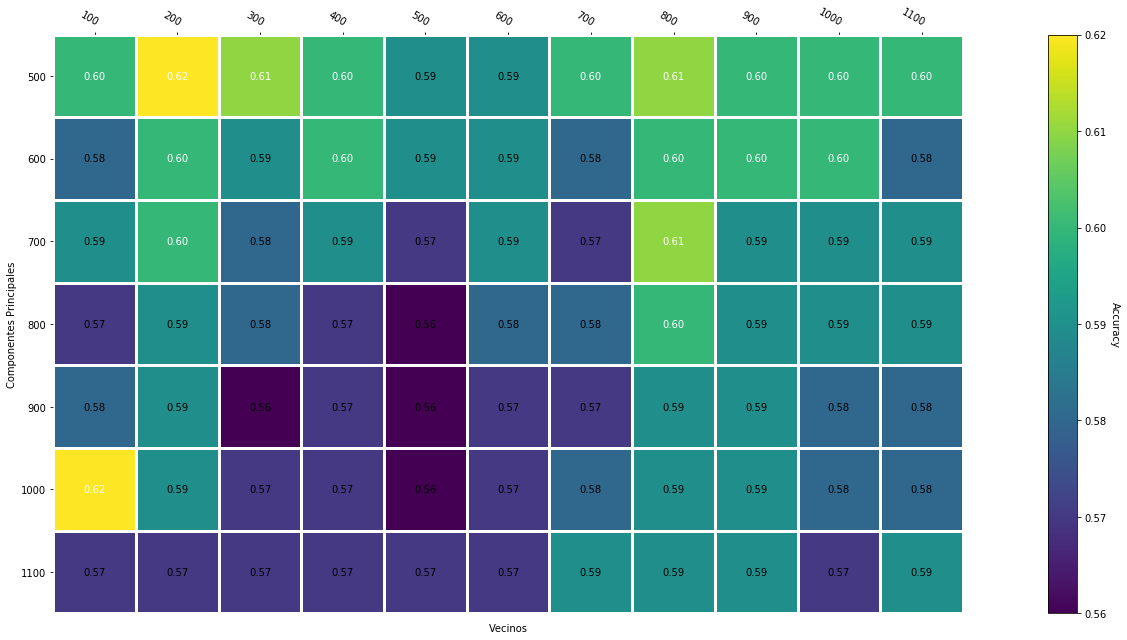 100 200 300 400 500 600 700 800 900 1000 1100
500 0.60 0.62 0.61 0.60 0.59 0.59 0.60 0.61 0.60 0.60 0.60
600 0.58 0.60 0.59 0.60 0.59 0.59 0.58 0.60 0.60 0.60 0.58
700 0.59 0.60 0.58 0.59 0.57 0.59 0.57 0.61 0.59 0.59 0.59
800 0.57 0.59 0.58 0.57 0.56 0.58 0.58 0.60 0.59 0.59 0.59
900 0.58 0.59 0.56 0.57 0.56 0.57 0.57 0.59 0.59 0.58 0.58
1000 0.62 0.59 0.57 0.57 0.56 0.57 0.58 0.59 0.59 0.58 0.58
1100 0.57 0.57 0.57 0.57 0.57 0.57 0.59 0.59 0.59 0.57 0.59
Componentes Principales
Vecinos
0.62
0.61
0.60
0.59
0.58
0.57
0.56
Accuracy